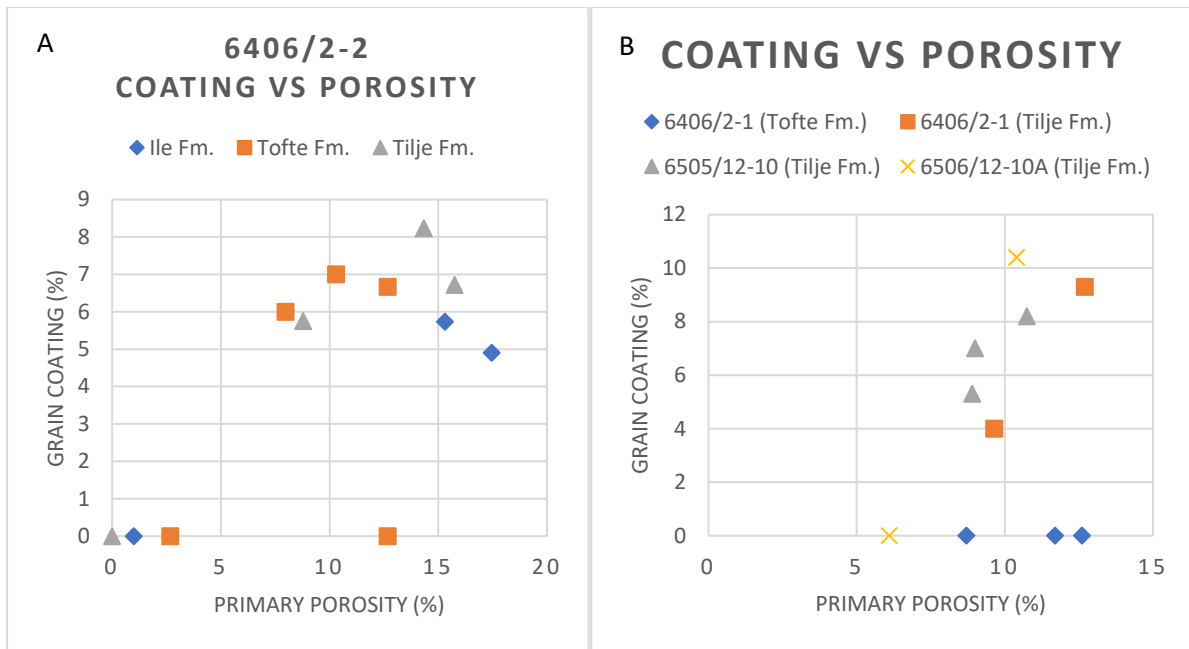 A
6406/2-2
COATING VS POROSITY
Ile Fm. Tofte Fm. Tilje Fm.
9
8
7
6
5
4
3
2
1
0
0 5 10 15 20
GRAIN COATING (%)
PRIMARY POROSITY (%)
B
COATING VS POROSITY
6406/2-1 (Tofte Fm.) 6406/2-1 (Tilje Fm.)
6505/12-10 (Tilje Fm.) 6506/12-10A (Tilje Fm.)
12
10
8
6
4
2
0
0 5 10 15
GRAIN COATING (%)
PRIMARY POROSITY (%)